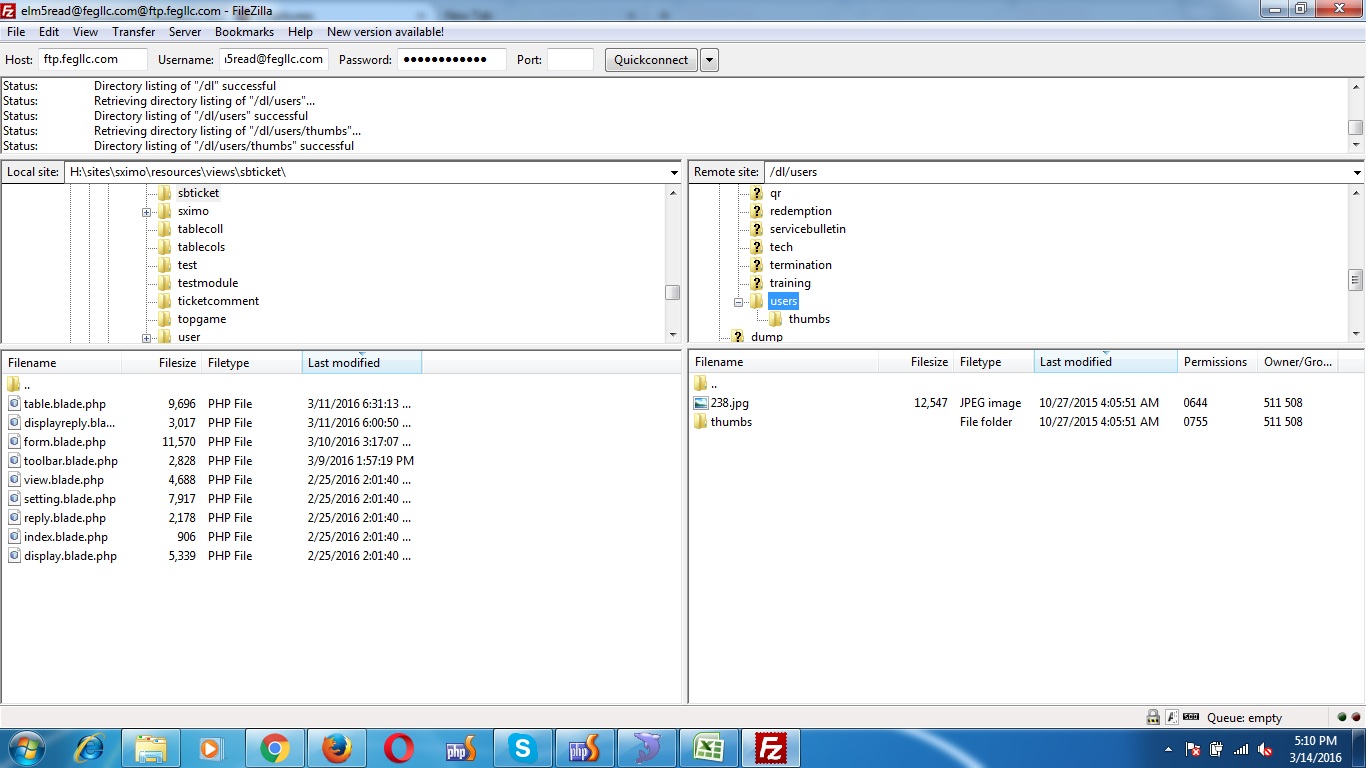 elm5read@fegllc.com@ftp.fegllc.com - FileZilla
File Edit View Transfer Server Bookmarks Help New version available!
Host: ftp.fegllc.com Username: ı5read@fegllc.com Password: ●●●●●●●●●●●● Port: Quickconnect
Status: Directory listing of "/dl" successful
Status: Retrieving directory listing of "/dl/users"...
Status: Directory listing of "/dl/users" successful
Status: Retrieving directory listing of "/dl/users/thumbs"...
Status: Directory listing of "/dl/users/thumbs" successful
Local site: H:\sites\sximo\resources\views\sbticket\
sbticket
sximo
tablecoll
tablecols
test
testmodule
ticketcomment
topgame
user
Filename Filesize Filetype Last modified
..
table.blade.php 9,696 PHP File 3/11/2016 6:31:13 ...
displayreply.bla... 3,017 PHP File 3/11/2016 6:00:50 ...
form.blade.php 11,570 PHP File 3/10/2016 3:17:07 ...
toolbar.blade.php 2,828 PHP File 3/9/2016 1:57:19 PM
view.blade.php 4,688 PHP File 2/25/2016 2:01:40 ...
setting.blade.php 7,917 PHP File 2/25/2016 2:01:40 ...
reply.blade.php 2,178 PHP File 2/25/2016 2:01:40 ...
index.blade.php 906 PHP File 2/25/2016 2:01:40 ...
display.blade.php 5,339 PHP File 2/25/2016 2:01:40 ...
Remote site: /dl/users
qr
redemption
servicebulletin
tech
termination
training
users
thumbs
dump
Filename Filesize Filetype Last modified Permissions Owner/Gro...
..
238.jpg 12,547 JPEG image 10/27/2015 4:05:51 AM 0644 511 508
thumbs File folder 10/27/2015 4:05:51 AM 0755 511 508
Queue: empty
5:10 PM
3/14/2016